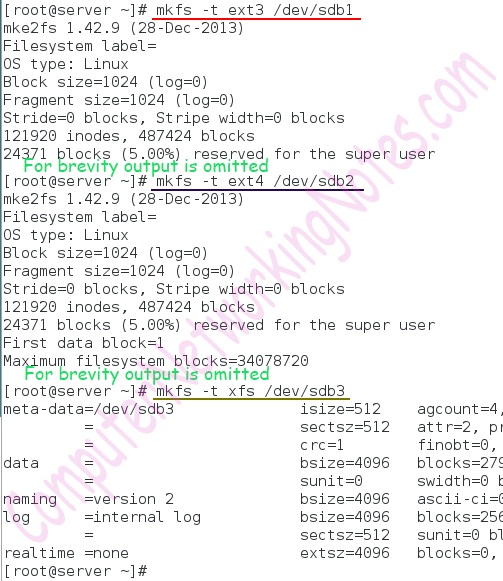 [root@server ~]# mkfs -t ext3 /dev/sdb1
mke2fs 1.42.9 (28-Dec-2013)
Filesystem label=
OS type: Linux
Block size=1024 (log=0)
Fragment size=1024 (log=0)
Stride=0 blocks, Stripe width=0 blocks
121920 inodes, 487424 blocks
24371 blocks (5.00%) reserved for the super user
For brevity output is omitted
[root@server ~]# mkfs -t ext4 /dev/sdb2
mke2fs 1.42.9 (28-Dec-2013)
Filesystem label=
OS type: Linux
Block size=1024 (log=0)
Fragment size=1024 (log=0)
Stride=0 blocks, Stripe width=0 blocks
121920 inodes, 487424 blocks
24371 blocks (5.00%) reserved for the super user
First data block=1
Maximum filesystem blocks=34078720
For brevity output is omitted
[root@server ~]# mkfs -t xfs /dev/sdb3
meta-data=/dev/sdb3 isize=512 agcount=4,
= sectsz=512 attr=2, pr
= crc=1 finobt=0,
data = bsize=4096 blocks=279
= sunit=0 swidth=0 b
naming =version 2 bsize=4096 ascii-ci=0
log =internal log bsize=4096 blocks=256
= sectsz=512 sunit=0 bl
realtime =none extsz=4096 blocks=0,
[root@server ~]#
ComputerNetworkingNotes.com